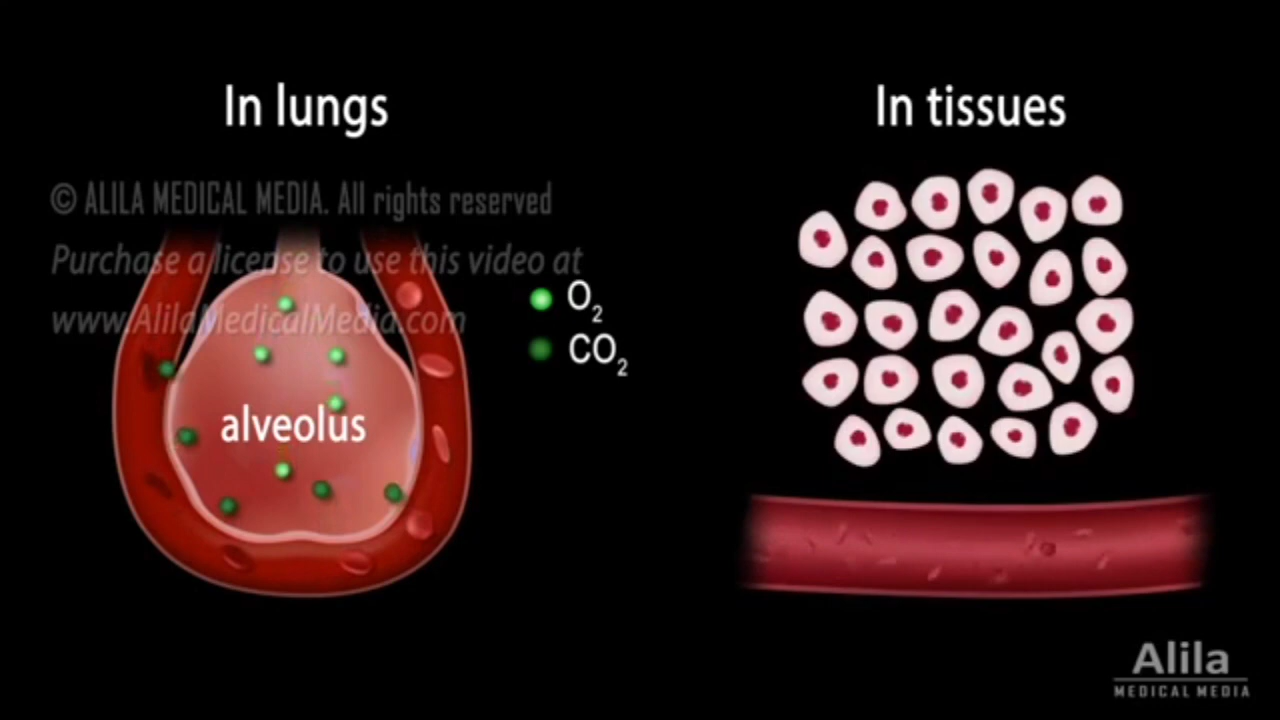 In lungs
In tissues
© ALILA MEDICAL MEDIA. All rights reserved
Purchase a license to use this video at
www.AlilaMedicalMedia.com
O₂
CO₂
alveolus
Alila
MEDICAL MEDIA